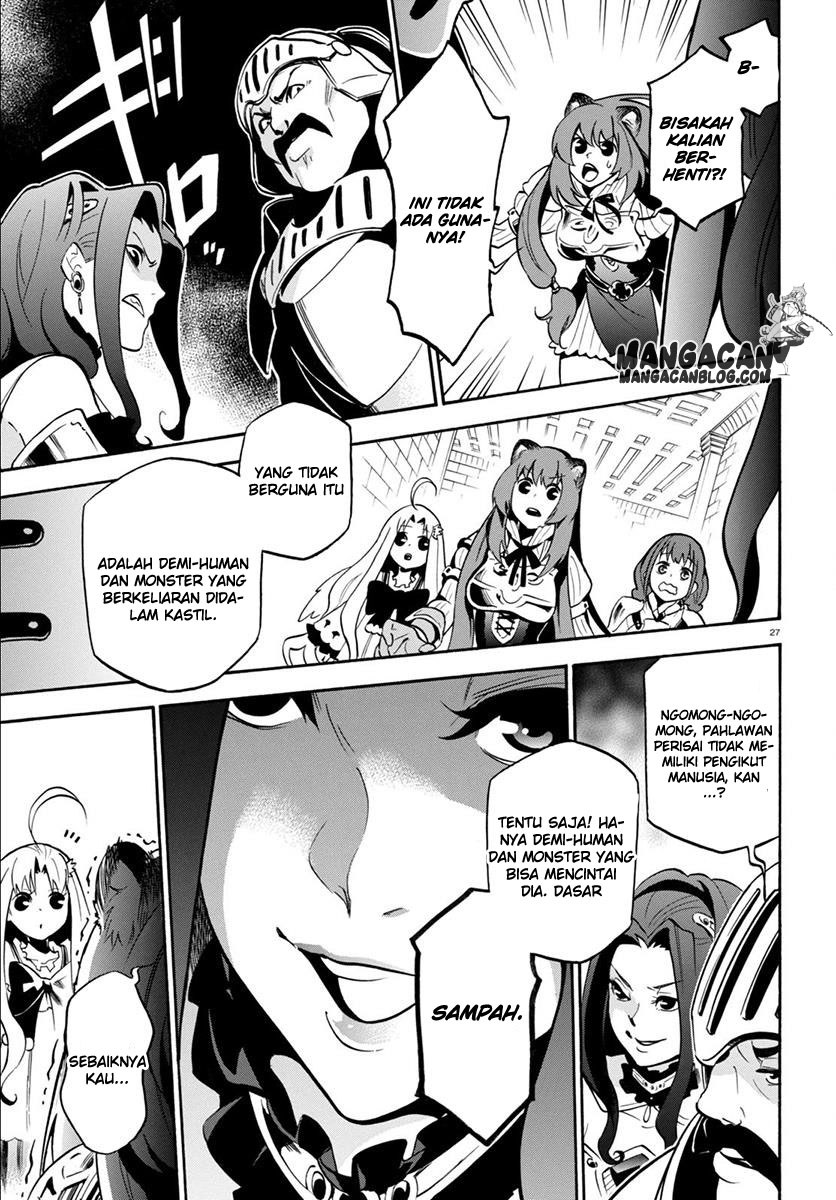 B-
BISAKAH
KALIAN
BER-
HENTI?!
INI TIDAK
ADA GUNA-
NYA!
ギロ
MANGACAN
MANGACANBLOG.COM
YANG TIDAK
BERGUNA ITU
ADALAH DEMI-HUMAN
DAN MONSTER YANG
BERKELIARAN DIDA-
LAM KASTIL.
27
NGOMONG-NGO-
MONG, PAHLAWAN
PERISAI TIDAK ME-
MILIKI PENGIKUT
MANUSIA, KAN
...?
TENTU SAJA! HA-
NYA DEMI-HUMAN
DAN MONSTER YANG
BISA MENCINTAI
DIA. DASAR
SAMPAH.
SEBAIKNYA
KAU...